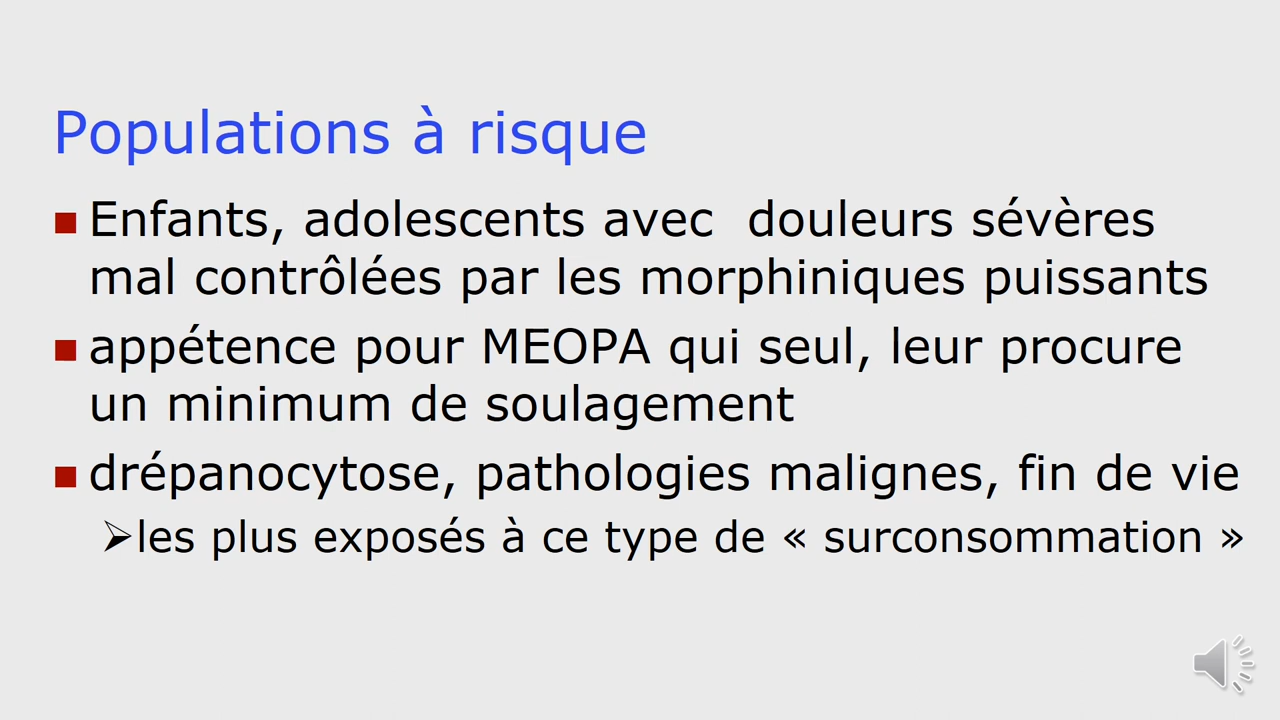 Populations à risque
Enfants, adolescents avec  douleurs sévères
mal contrôlées par les morphiniques puissants
appétence pour MEOPA qui seul, leur procure
un minimum de soulagement
drépanocytose, pathologies malignes, fin de vie
les plus exposés à ce type de « surconsommation »